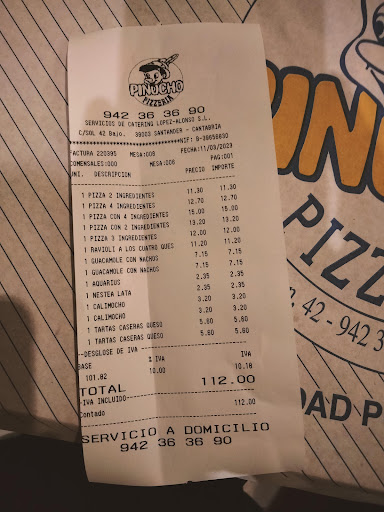 PINOCHO
PIZZERIA
942 36 36 90
SERVICIOS DE CATERING LOPEZ-ALONSO S.L.
C/SOL 42 Bajo. 39003 SANTANDER - CANTABRIA
NIF: B-39656630
FACTURA 220395 MESA:008 FECHA:11/03/2023
COMENSALES:000 MESA:008 PAG:001
UNI. DESCRIPCION PRECIO IMPORTE
1 PIZZA 2 INGREDIENTES 11.30 11.30
1 PIZZA 4 INGREDIENTES 12.70 12.70
1 PIZZA CON 4 INGREDIENTES 15.00 15.00
1 PIZZA CON 2 INGREDIENTES 13.20 13.20
1 PIZZA 3 INGREDIENTES 12.00 12.00
1 RAVIOLI A LOS CUATRO QUES 11.20 11.20
1 GUACAMOLE CON NACHOS 7.15 7.15
1 GUACAMOLE CON NACHOS 7.15 7.15
1 AQUARIUS 2.35 2.35
1 NESTEA LATA 2.35 2.35
1 CALIMOCHO 3.20 3.20
1 CALIMOCHO 3.20 3.20
1 TARTAS CASERAS QUESO 5.60 5.60
1 TARTAS CASERAS QUESO 5.60 5.60
--DESGLOSE DE IVA
BASE % IVA IVA
101.82 10.00 10.18
TOTAL 112.00
-IVA INCLUIDO-
Contado 112.00
SERVICIO A DOMICILIO
942 36 36 90
PIZZ
42 - 942 3
DAD P